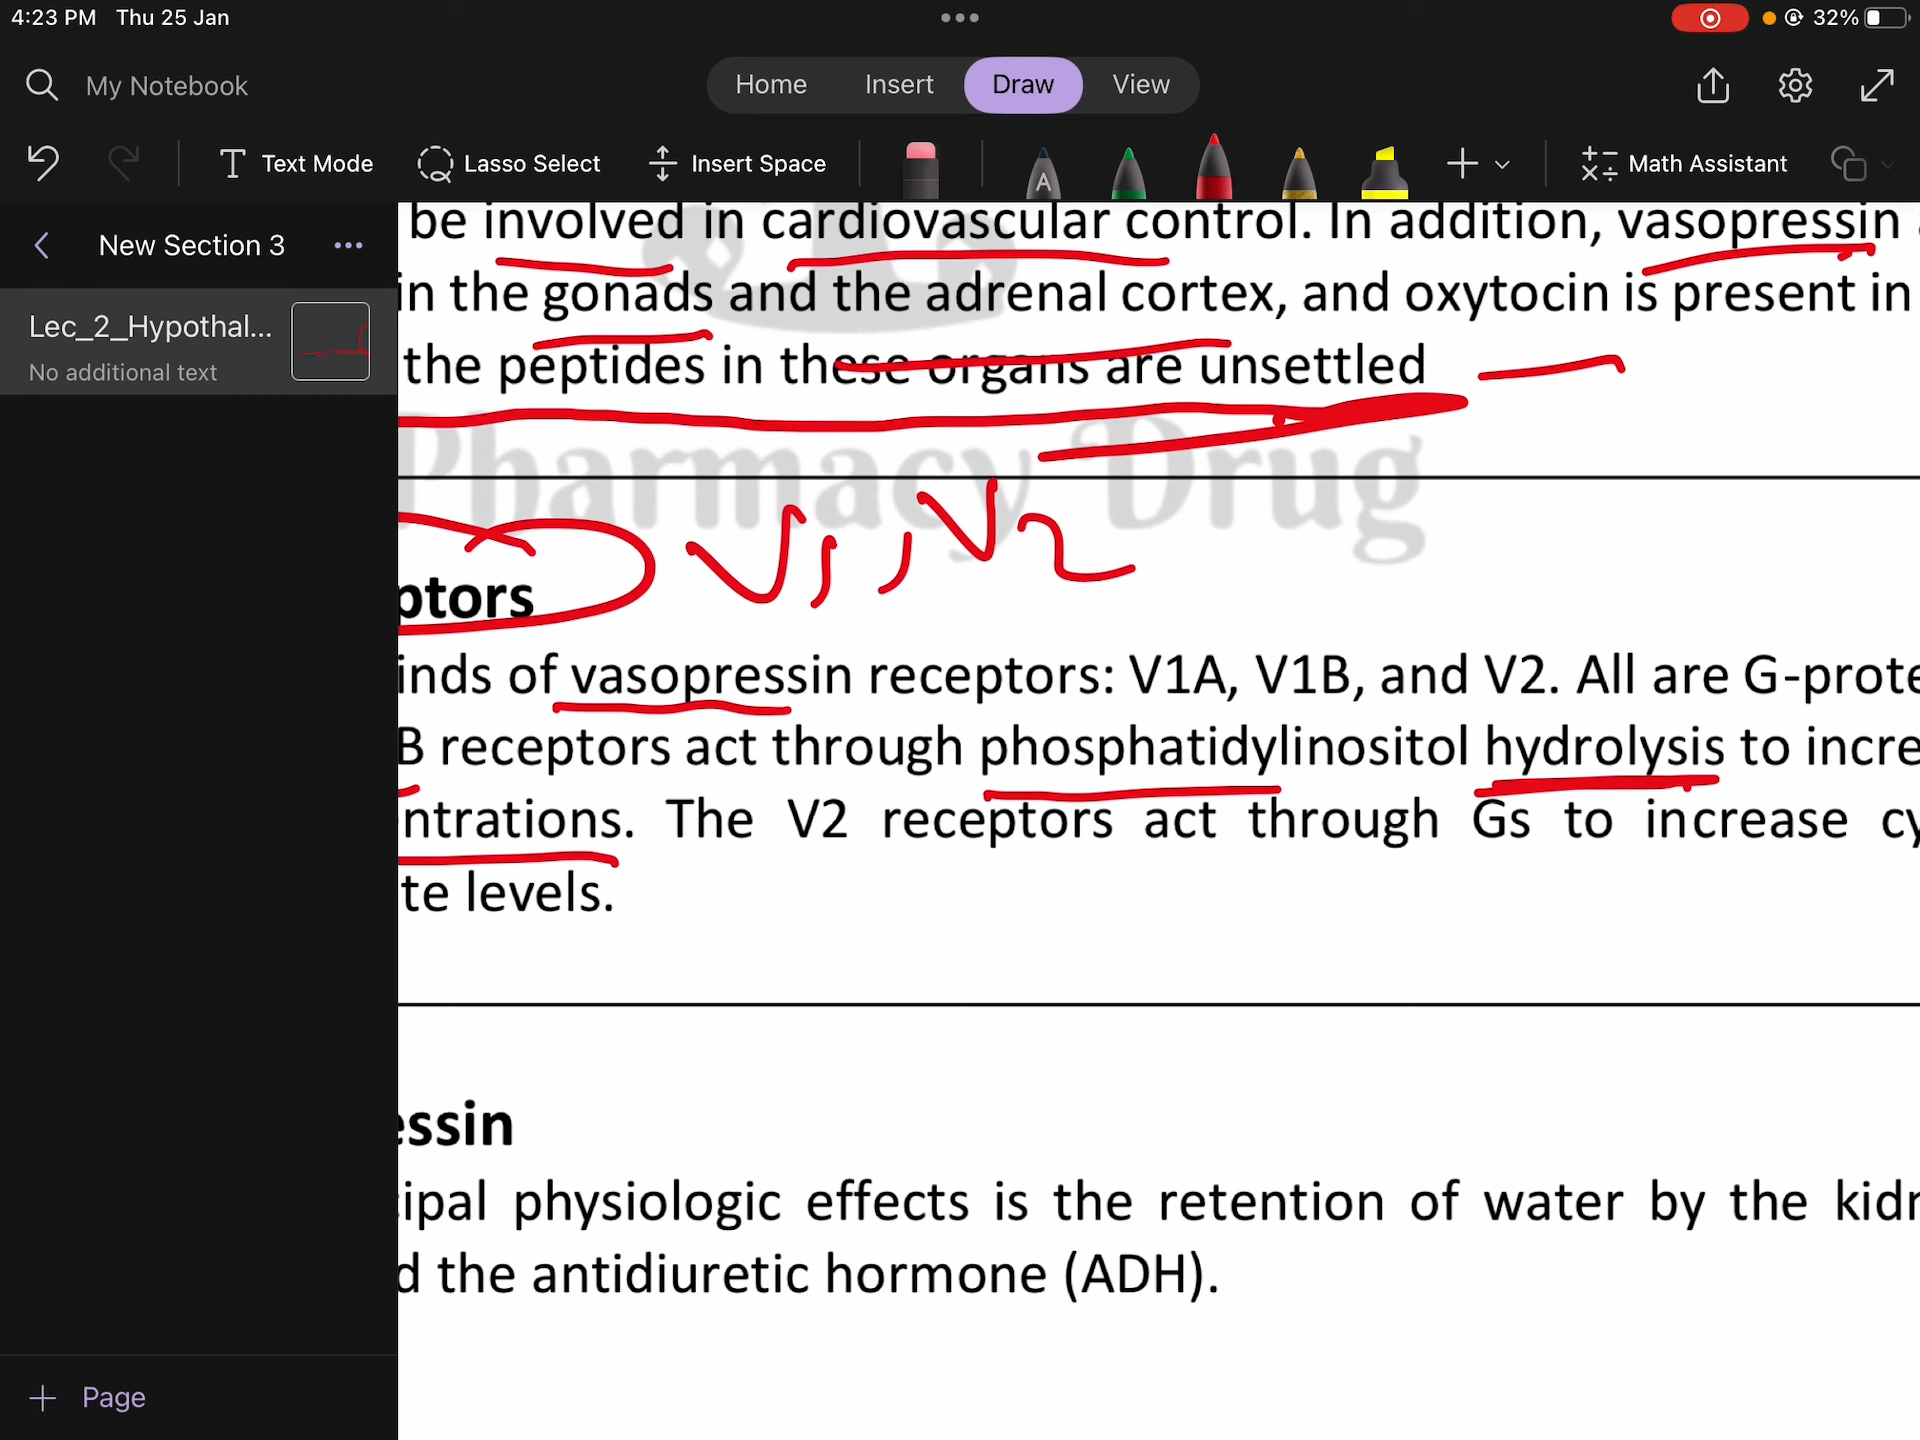 4:23 PM Thu 25 Jan
32%
My Notebook
Home Insert Draw View
Text Mode Lasso Select Insert Space A Math Assistant
New Section 3
Lec_2_Hypothal...
No additional text
be involved in cardiovascular control. In addition, vasopressin
in the gonads and the adrenal cortex, and oxytocin is present in
the peptides in these organs are unsettled
Pharmacy Drug
V1, V2
ptors
inds of vasopressin receptors: V1A, V1B, and V2. All are G-prote
B receptors act through phosphatidylinositol hydrolysis to incre
ntrations. The V2 receptors act through Gs to increase cy
te levels.
essin
ipal physiologic effects is the retention of water by the kid
d the antidiuretic hormone (ADH).
Page